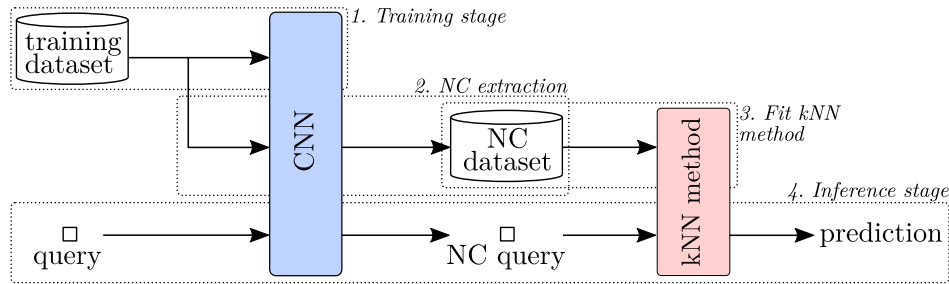 1. Training stage
training
dataset
2. NC extraction
3. Fit kNN
method
CNN
NC
dataset
kNN method
4. Inference stage
query
NC query
prediction